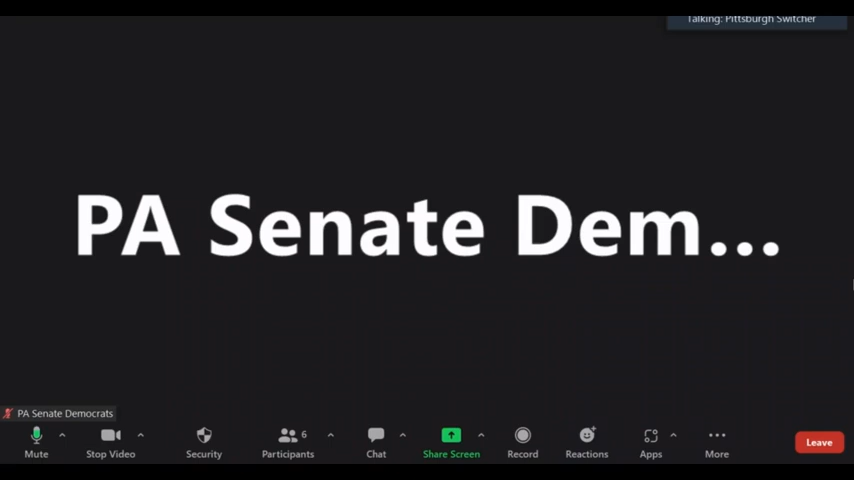 Talking: Pittsburgh Switcher
PA Senate Dem...
PA Senate Democrats
6
Mute
Stop Video
Security
Participants
Chat
Share Screen
Record
Reactions
Apps
More
Leave